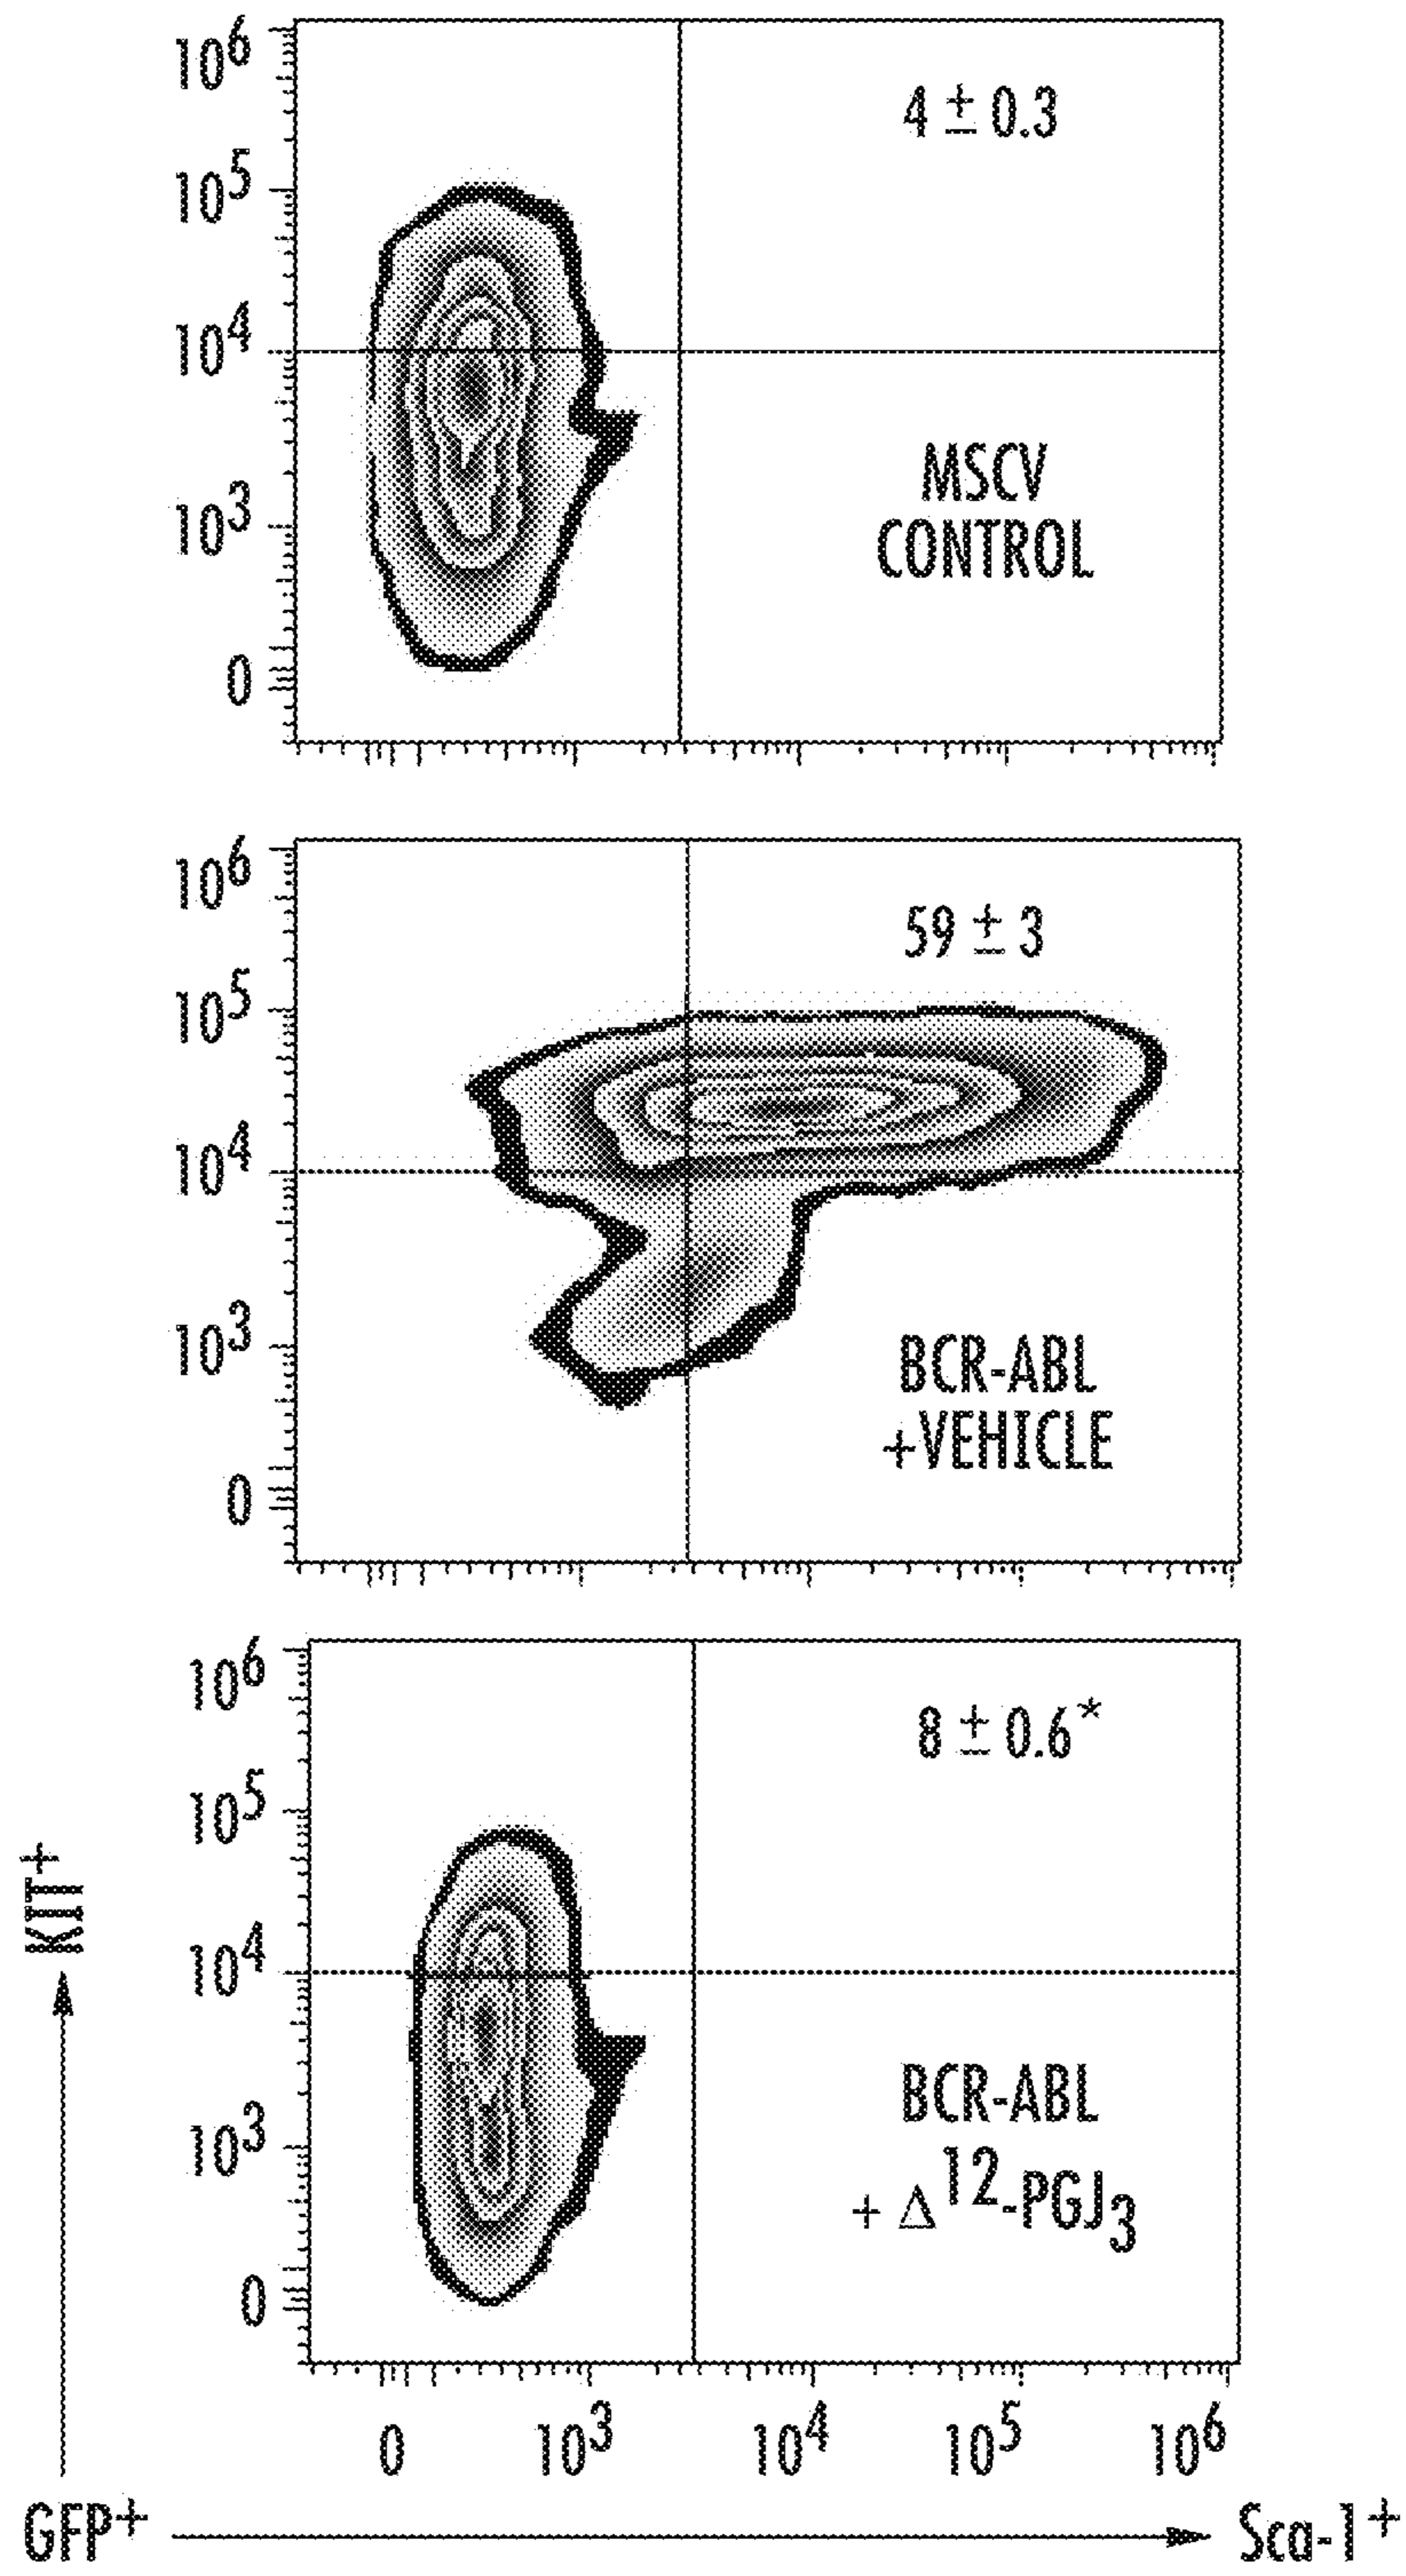 10^6
4 ± 0.3
10^5
10^4
MSCV
CONTROL
10^3
0
10^6
59 ± 3
10^5
10^4
BCR-ABL
+VEHICLE
10^3
0
10^6
8 ± 0.6*
10^5
KIT+
10^4
BCR-ABL
+ Δ^12-PGJ_3
10^3
0
0 10^3 10^4 10^5 10^6
GFP+ Sca-1+